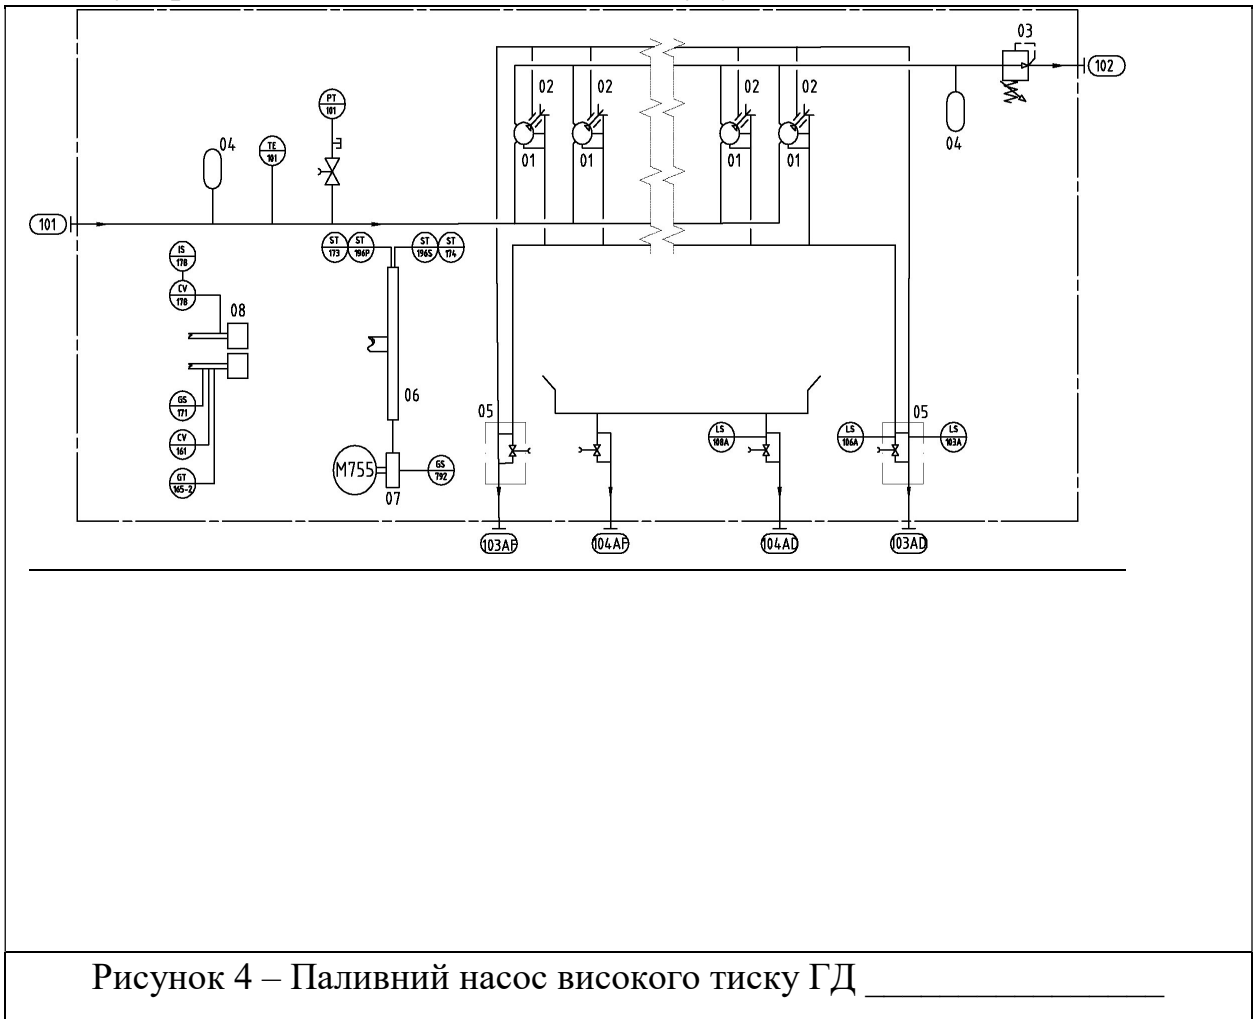 03
102
02 02 02 02
PT
101
04
TE
101
04
01 01 01 01
101
ST
173
ST
196P
ST
196S
ST
174
IS
178
CV
178
08
06
GS
171
CV
161
GT
165-2
05
LS
108A
LS
106A
05
LS
103A
M755
GS
792
07
103AF 104AF 104AD 103AD
Рисунок 4 – Паливний насос високого тиску ГД ________________